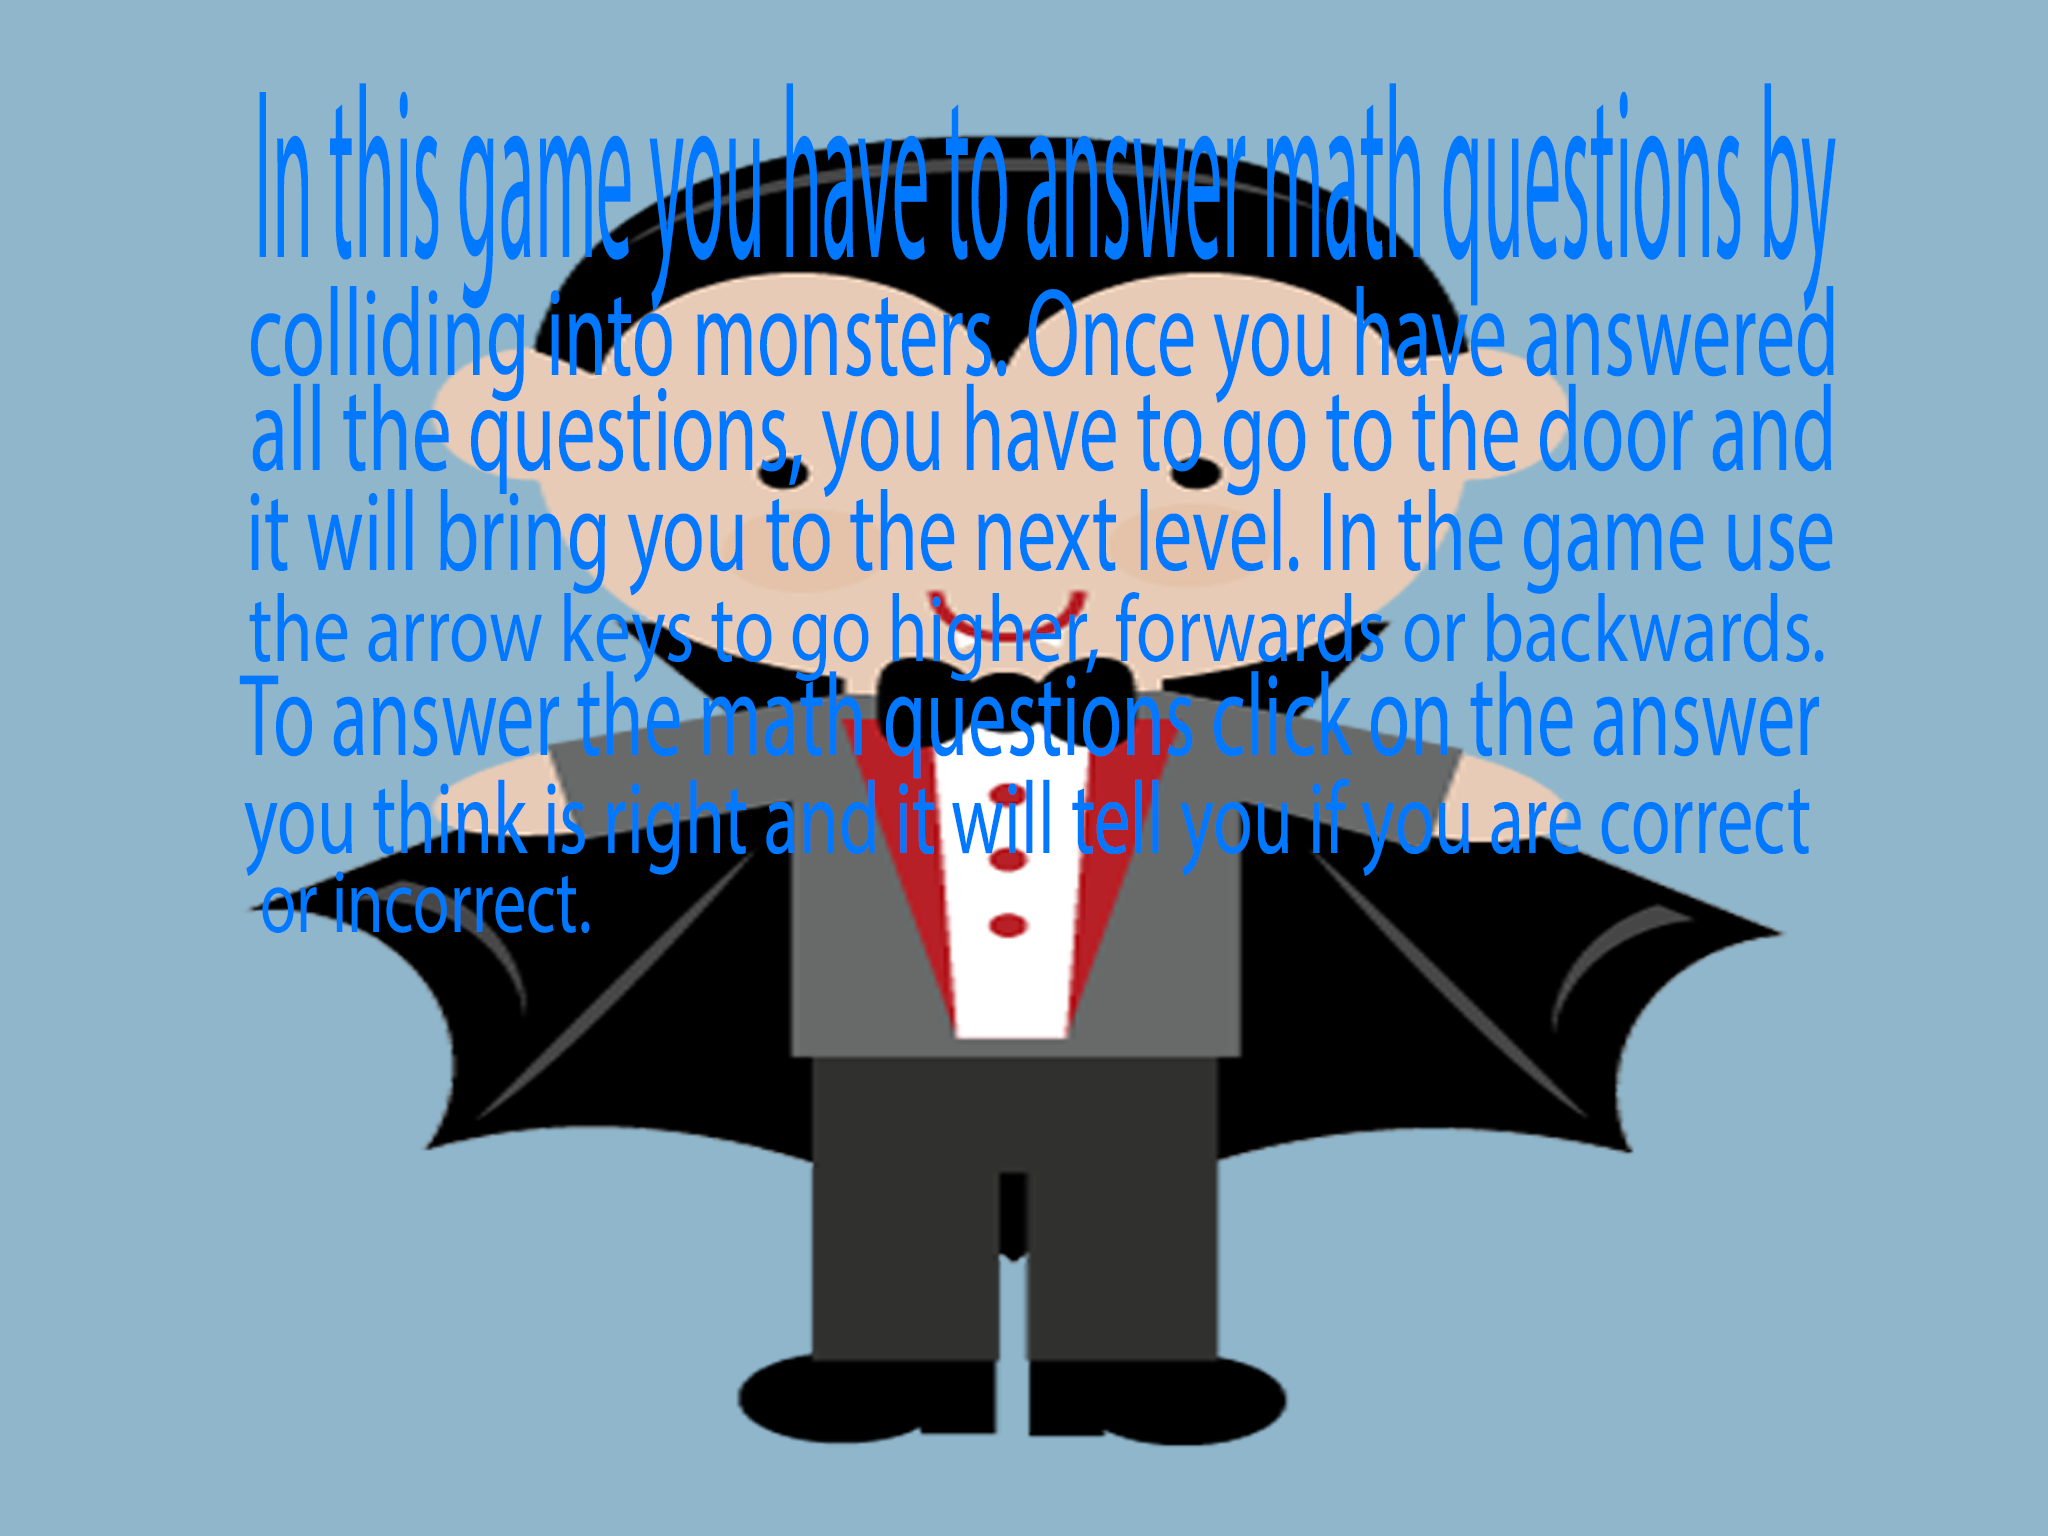 In this game you have to answer math questions by
colliding into monsters. Once you have answered
all the questions, you have to go to the door and
it will bring you to the next level. In the game use
the arrow keys to go higher, forwards or backwards.
To answer the math questions click on the answer
you think is right and it will tell you if you are correct
or incorrect.